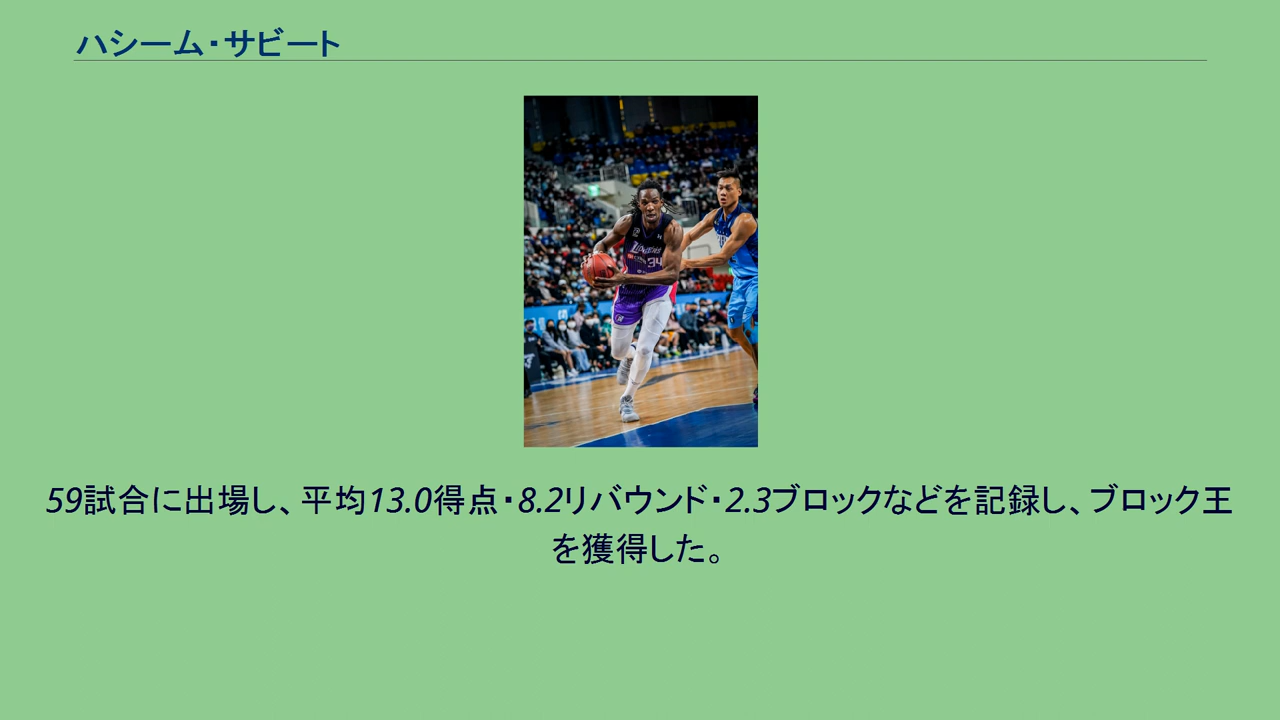 ハシーム・サビート
34
59試合に出場し、平均13.0得点・8.2リバウンド・2.3ブロックなどを記録し、ブロック王
を獲得した。